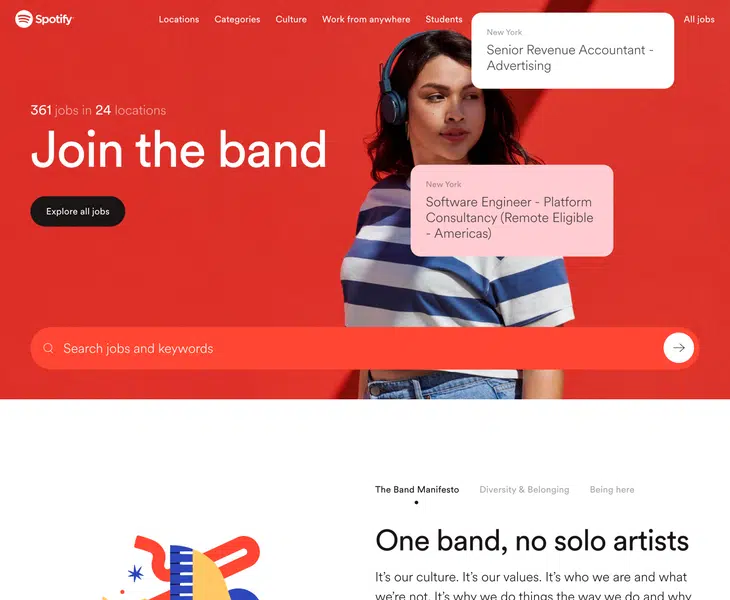 Spotify
Locations
Categories
Culture
Work from anywhere
Students
All jobs
New York
Senior Revenue Accountant -
Advertising
361 jobs in 24 locations
Join the band
Explore all jobs
New York
Software Engineer - Platform
Consultancy (Remote Eligible
- Americas)
Search jobs and keywords
The Band Manifesto
Diversity & Belonging
Being here
One band, no solo artists
It's our culture. It's our values. It's who we are and what
we're not. It's why we do things the way we do and why